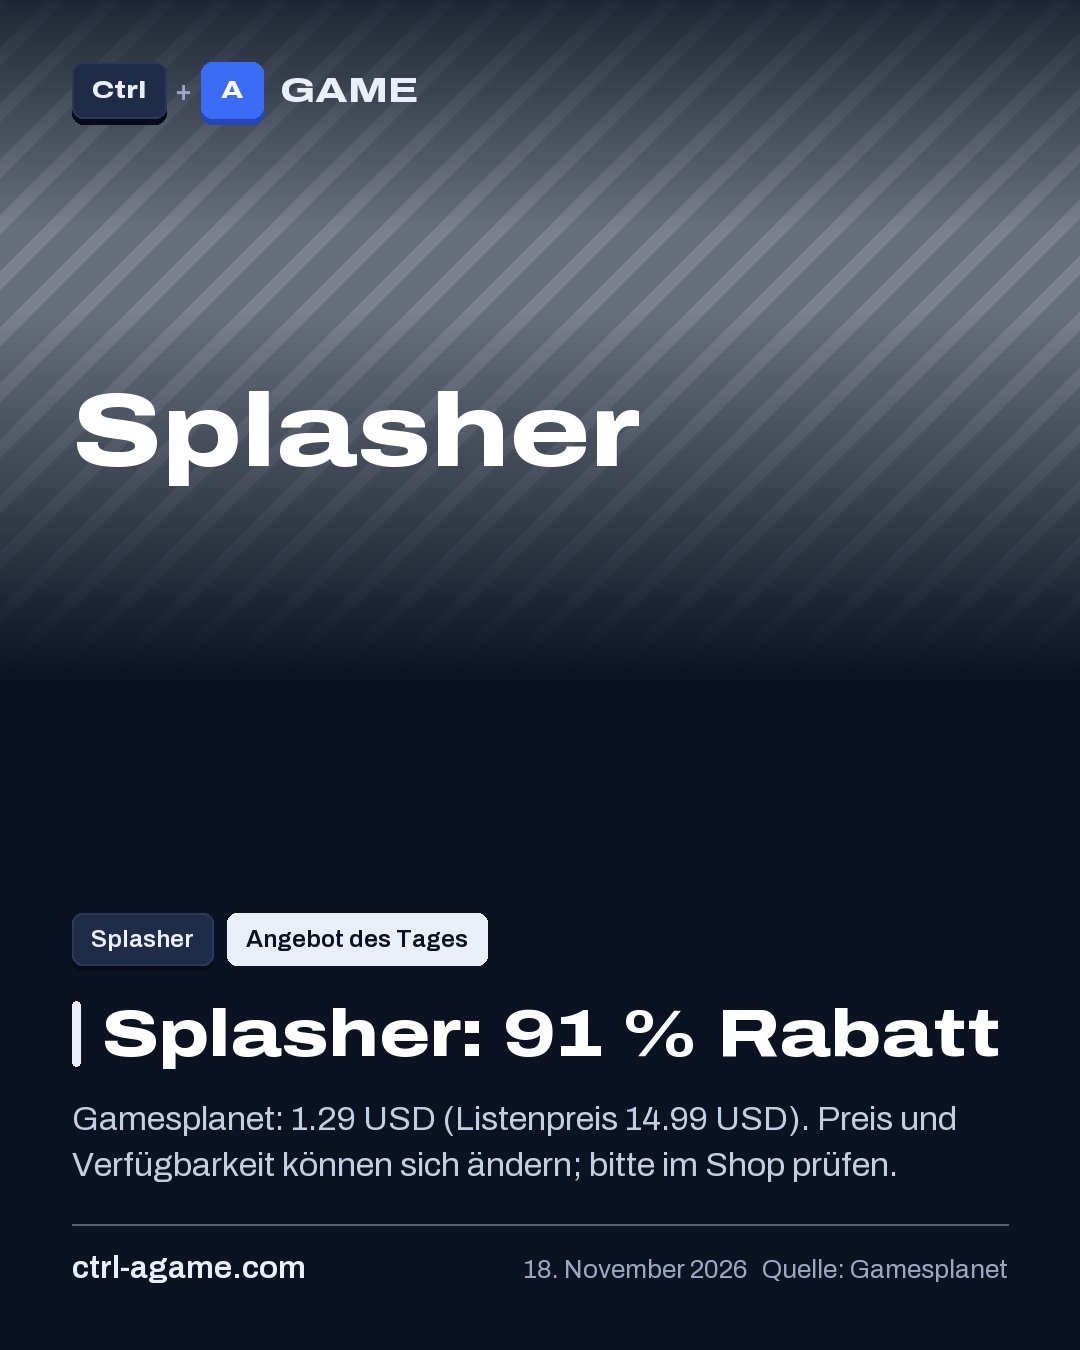 Ctrl + A GAME
Splasher
Splasher Angebot des Tages
Splasher: 91 % Rabatt
Gamesplanet: 1.29 USD (Listenpreis 14.99 USD). Preis und
Verfügbarkeit können sich ändern; bitte im Shop prüfen.
ctrl-agame.com 18. November 2026 Quelle: Gamesplanet